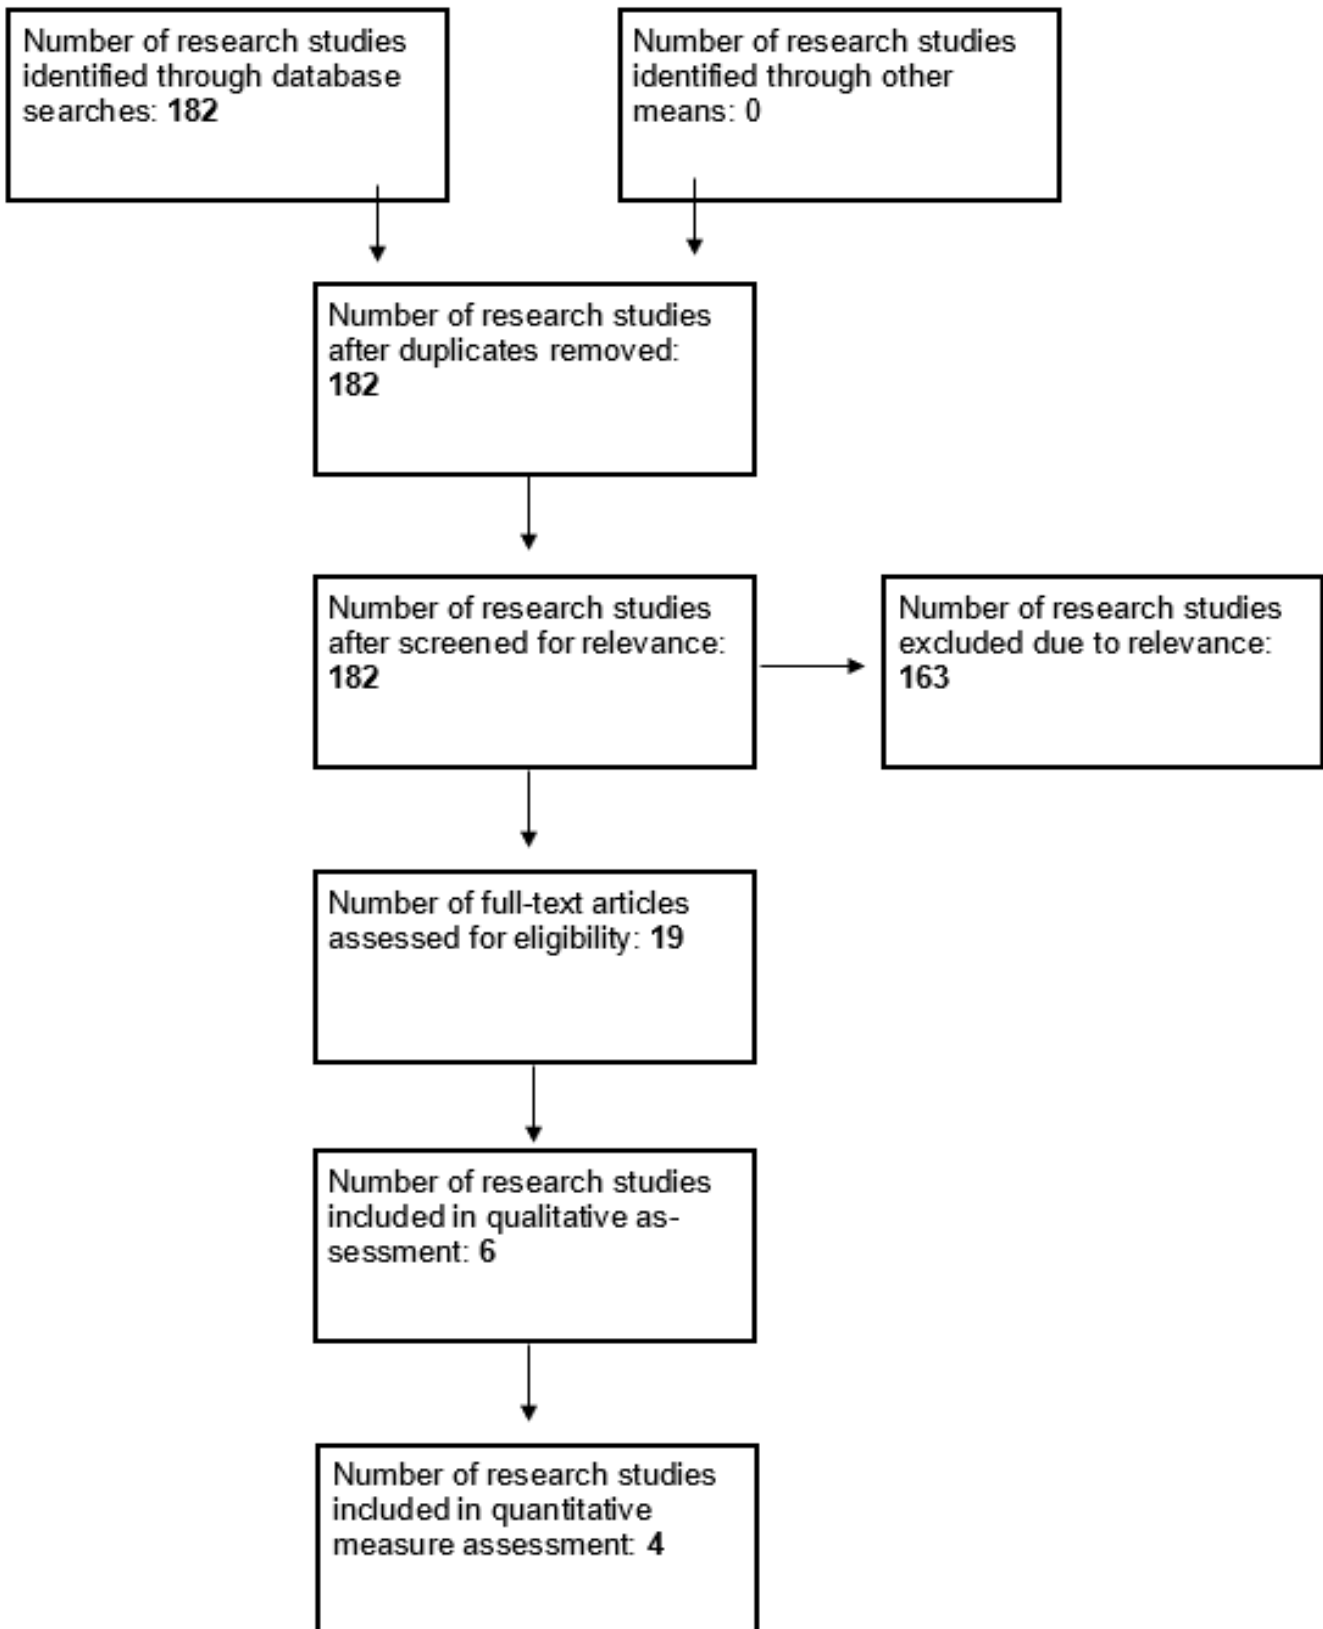 Number of research studies
identified through database
searches: 182
Number of research studies
identified through other
means: 0
Number of research studies
after duplicates removed:
182
Number of research studies
after screened for relevance:
182
Number of research studies
excluded due to relevance:
163
Number of full-text articles
assessed for eligibility: 19
Number of research studies
included in qualitative as-
sessment: 6
Number of research studies
included in quantitative
measure assessment: 4